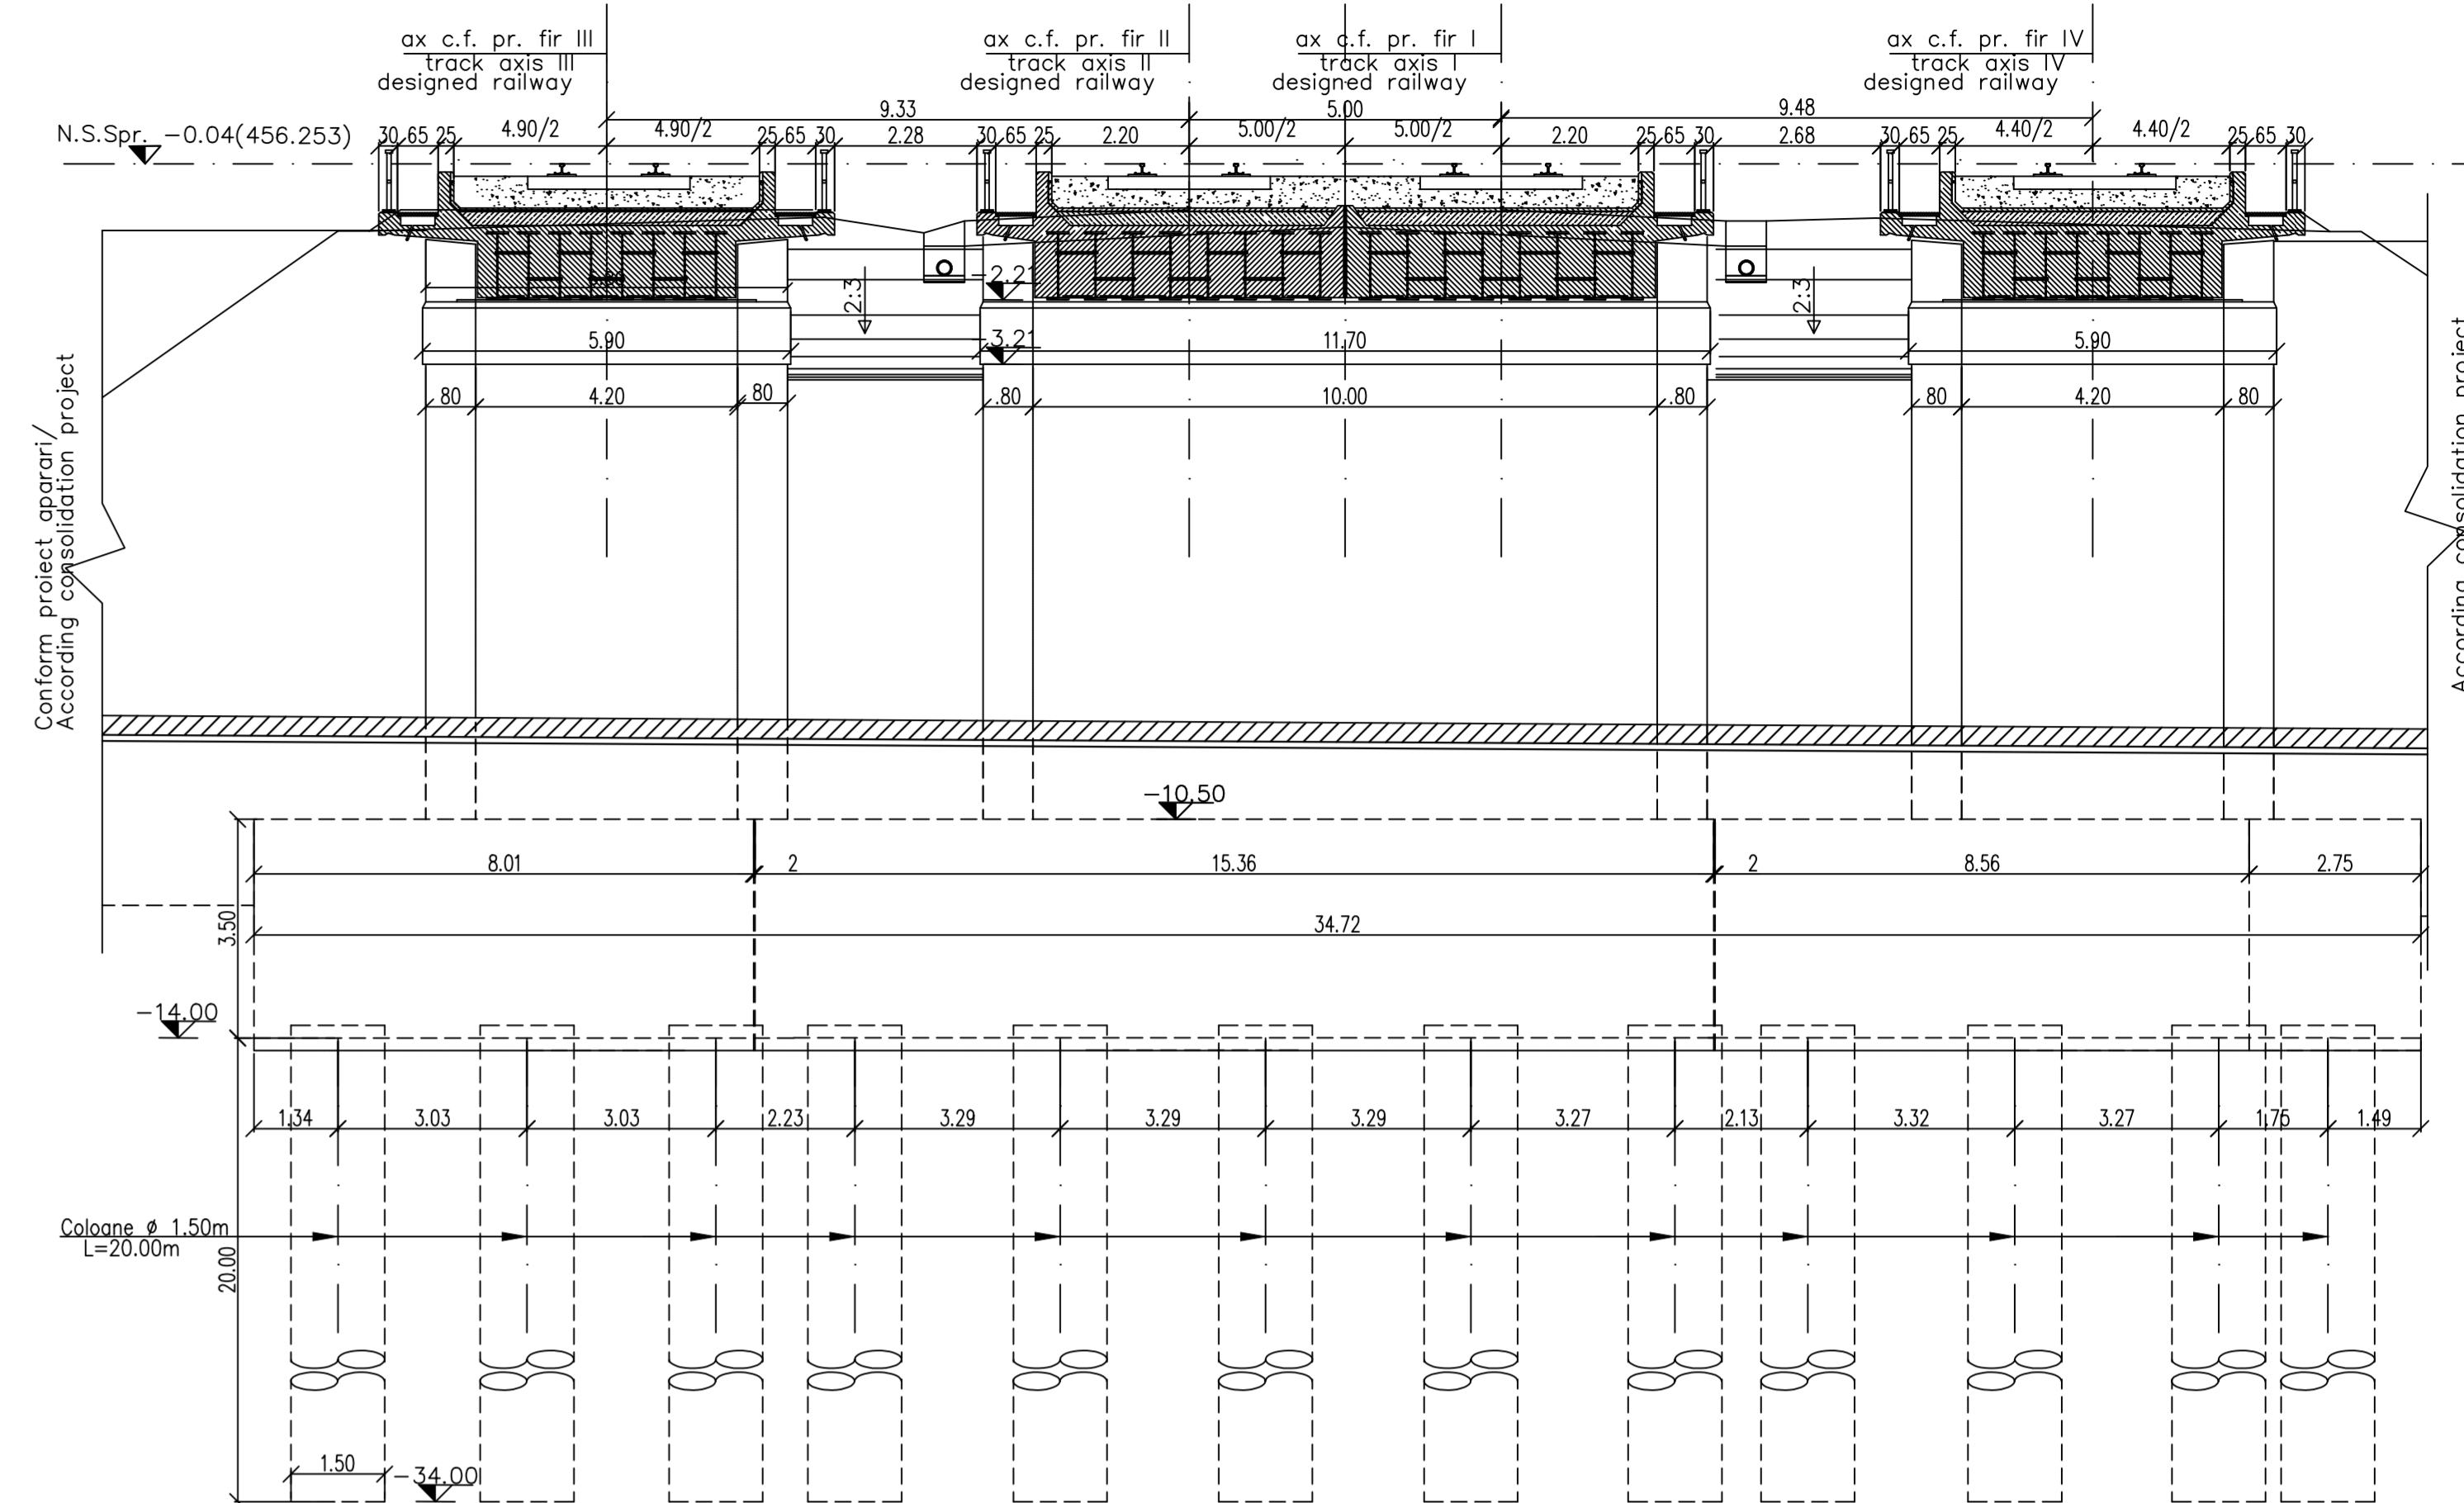 ax c.f. pr. fir III
track axis III
designed railway
ax c.f. pr. fir II
track axis II
designed railway
ax c.f. pr. fir I
track axis I
designed railway
ax c.f. pr. fir IV
track axis IV
designed railway
9.33
5.00
9.48
N.S.Spr. -0.04(456.253)
30 65 25 4.90/2 4.90/2 25 65 30 2.28 30 65 25 2.20 5.00/2 5.00/2 2.20 25 65 30 2.68 30 65 25 4.40/2 4.40/2 25 65 30
-2.21
2:3
2:3
-3.21
5.90
11.70
5.90
80 4.20 80 .80 10.00 .80 80 4.20 80
Conform proiect aparari/
According consolidation project
According consolidation project
-10.50
8.01 2 15.36 2 8.56 2.75
3.50
34.72
-14.00
1.34 3.03 3.03 2.23 3.29 3.29 3.29 3.27 2.13 3.32 3.27 1.75 1.49
Coloane ø 1.50m
L=20.00m
20.00
1.50
-34.00